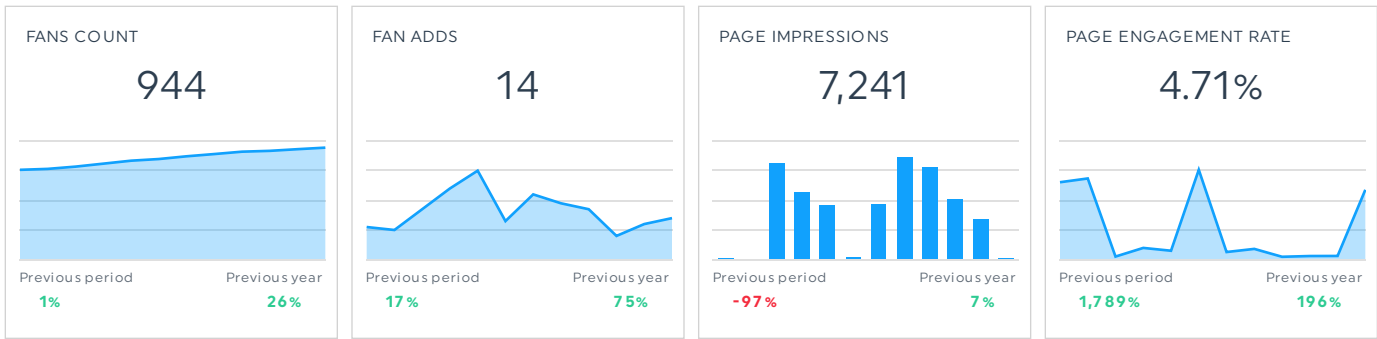 FANS COUNT
944
Previous period Previous year
1% 26%
FAN ADDS
14
Previous period Previous year
17% 75%
PAGE IMPRESSIONS
7,241
Previous period Previous year
-97% 7%
PAGE ENGAGEMENT RATE
4.71%
Previous period Previous year
1,789% 196%